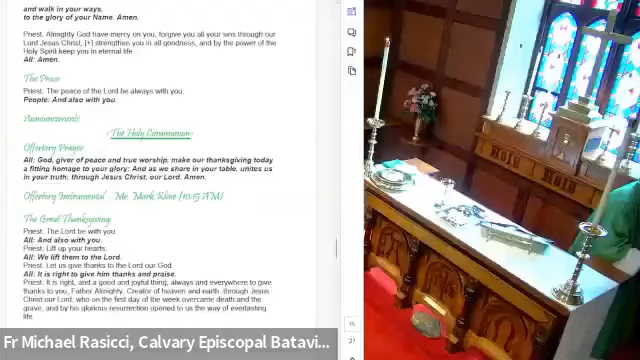 and walk in your ways,
to the glory of your Name. Amen.
Priest. Almighty God have mercy on you, forgive you all your sins through our
Lord Jesus Christ, [+] strengthen you in all goodness, and by the power of the
Holy Spirit keep you in eternal life.
All: Amen.
The Peace
Priest: The peace of the Lord be always with you.
People: And also with you.
Announcements
The Holy Communion
Offertory Prayer
All: God, giver of peace and true worship, make our thanksgiving today
a fitting homage to your glory: And as we share in your table, unites us
in your truth; through Jesus Christ, our Lord. Amen.
Offertory Instrumental - Mark [10:15 AM]
The Great Thanksgiving
Priest: The Lord be with you
All: And also with you.
Priest: Lift up your hearts.
All: We lift them to the Lord.
Priest: Let us give thanks to the Lord our God
All: It is right to give him thanks and praise.
Priest: It is right, and a good and joyful thing, always and everywhere to give
thanks to you, Father Almighty, Creator of heaven and earth. through Jesus
Christ our Lord, who on the first day of the week overcame death and the
grave, and by his glorious resurrection opened to us the way of everlasting
life.
15
27
Fr Michael Rasicci, Calvary Episcopal Batavi...